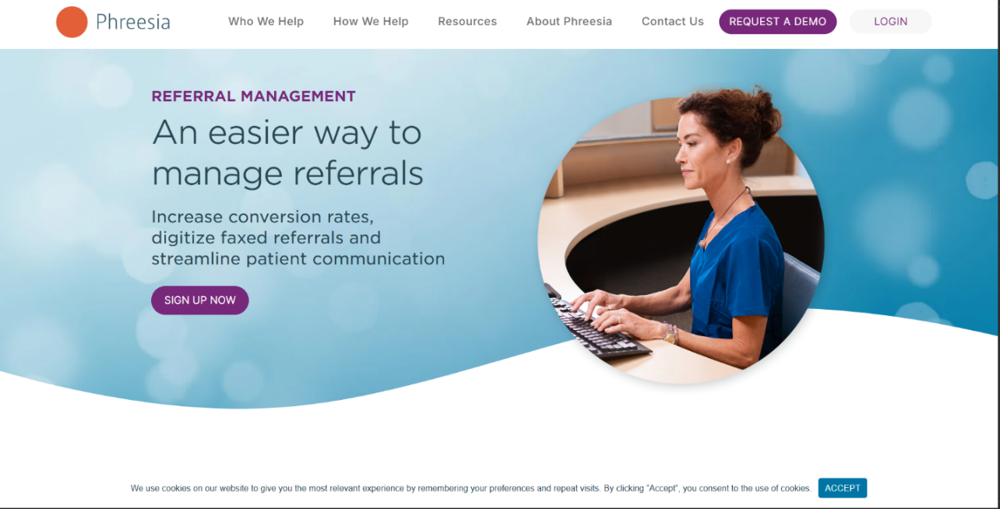 Phreesia
Who We Help
How We Help
Resources
About Phreesia
Contact Us
REQUEST A DEMO
LOGIN
REFERRAL MANAGEMENT
An easier way to
manage referrals
Increase conversion rates,
digitize faxed referrals and
streamline patient communication
SIGN UP NOW
We use cookies on our website to give you the most relevant experience by remembering your preferences and repeat visits. By clicking “Accept”, you consent to the use of cookies.
ACCEPT